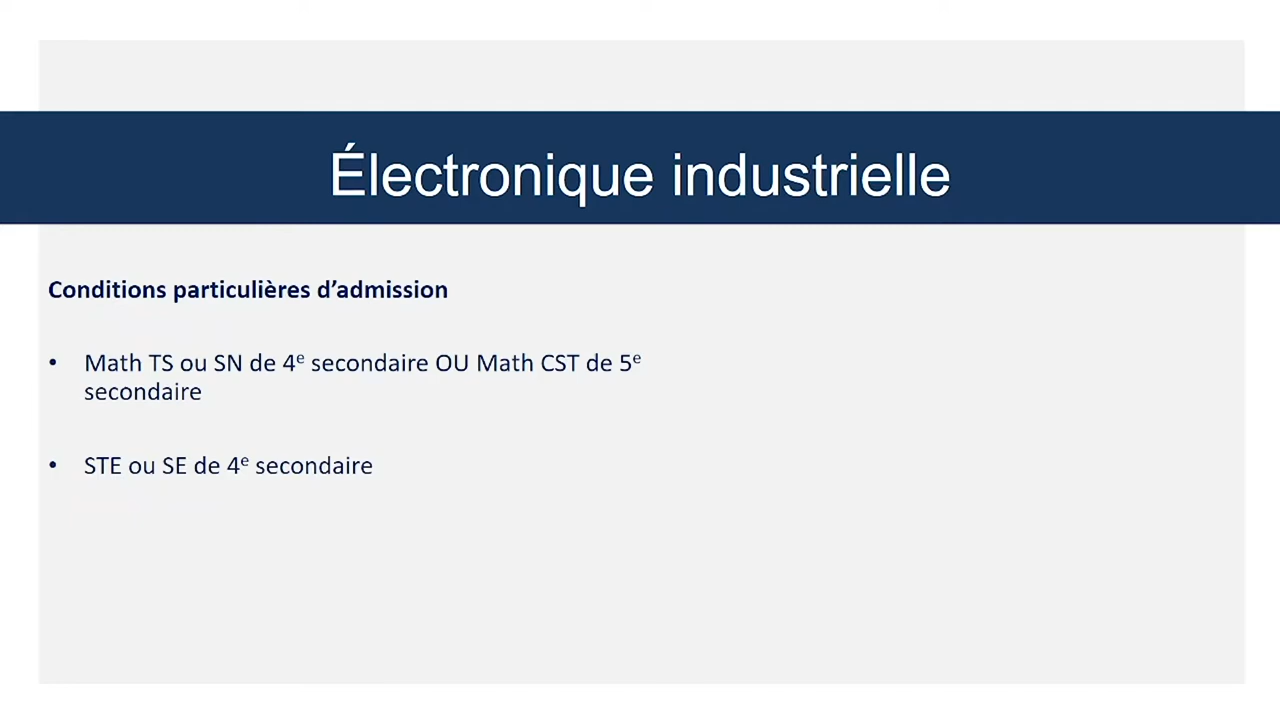 Électronique industrielle
Conditions particulières d’admission
• Math TS ou SN de 4e secondaire OU Math CST de 5e
secondaire
• STE ou SE de 4e secondaire